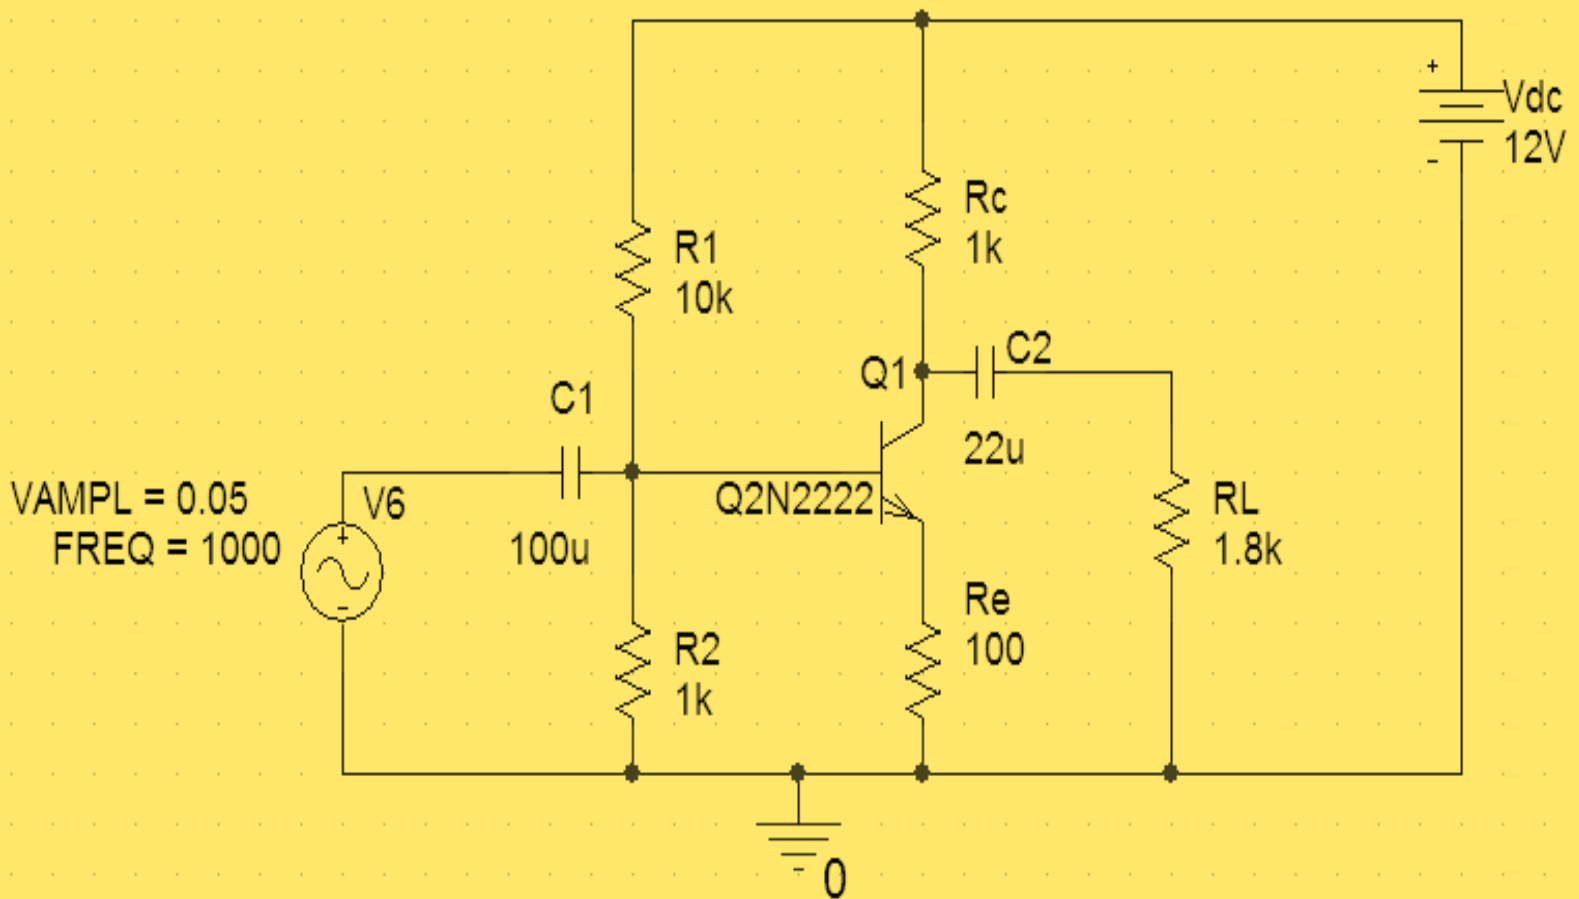 +
Vdc
12V
-
Rc
1k
R1
10k
C2
Q1
C1
22u
VAMPL = 0.05
V6
Q2N2222
RL
FREQ = 1000
+
100u
1.8k
-
Re
100
R2
1k
0